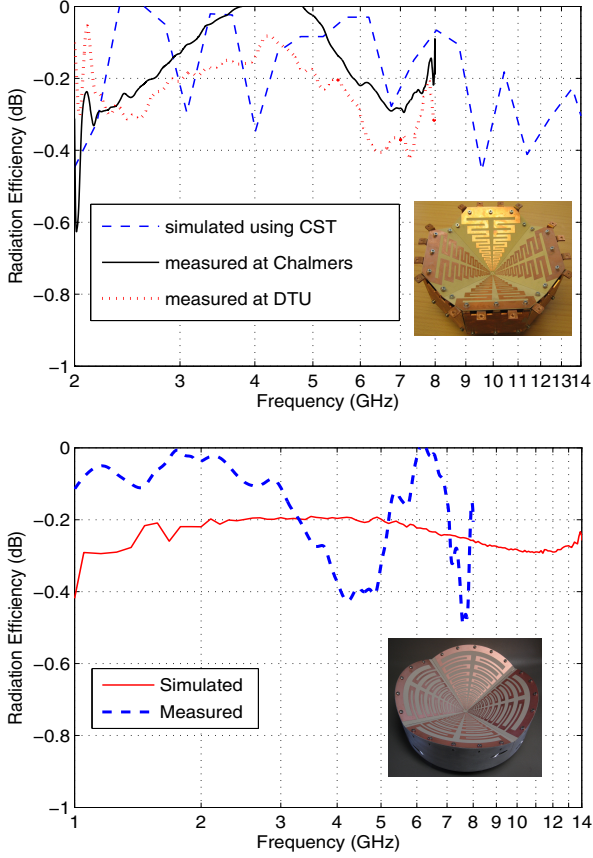 0
−0.2
−0.4
−0.6
−0.8
−1
Radiation Efficiency (dB)
simulated using CST
measured at Chalmers
measured at DTU
2 3 4 5 6 7 8 9 10 11 12 13 14
Frequency (GHz)
0
−0.2
−0.4
−0.6
−0.8
−1
Radiation Efficiency (dB)
Simulated
Measured
1 2 3 4 5 6 7 8 9 10 11 12 14
Frequency (GHz)